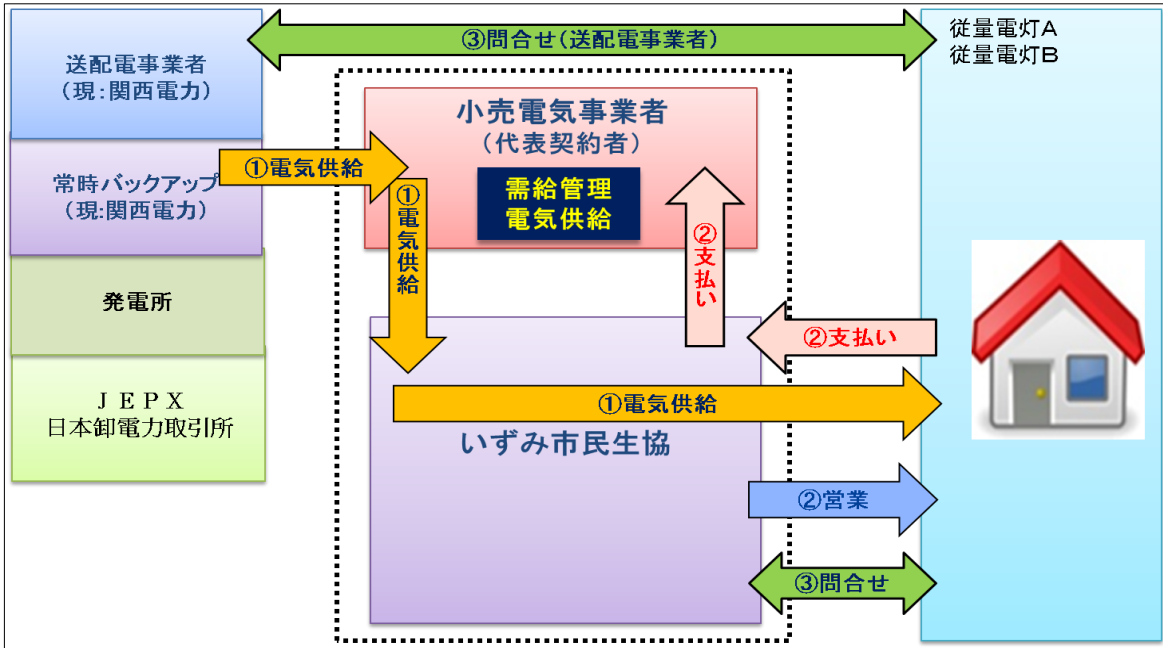 送配電事業者
(現:関西電力)
常時バックアップ
(現:関西電力)
発電所
JEPX
日本卸電力取引所
③問合せ(送配電事業者)
小売電気事業者
(代表契約者)
需給管理
電気供給
①電気供給
①電気供給
②支払い
②支払い
①電気供給
いずみ市民生協
②営業
③問合せ
従量電灯A
従量電灯B